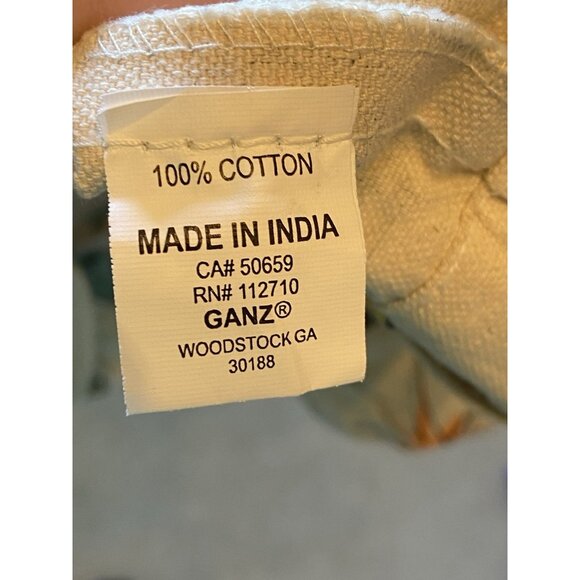 100% COTTON
MADE IN INDIA
CA# 50659
RN# 112710
GANZ®
WOODSTOCK GA
30188